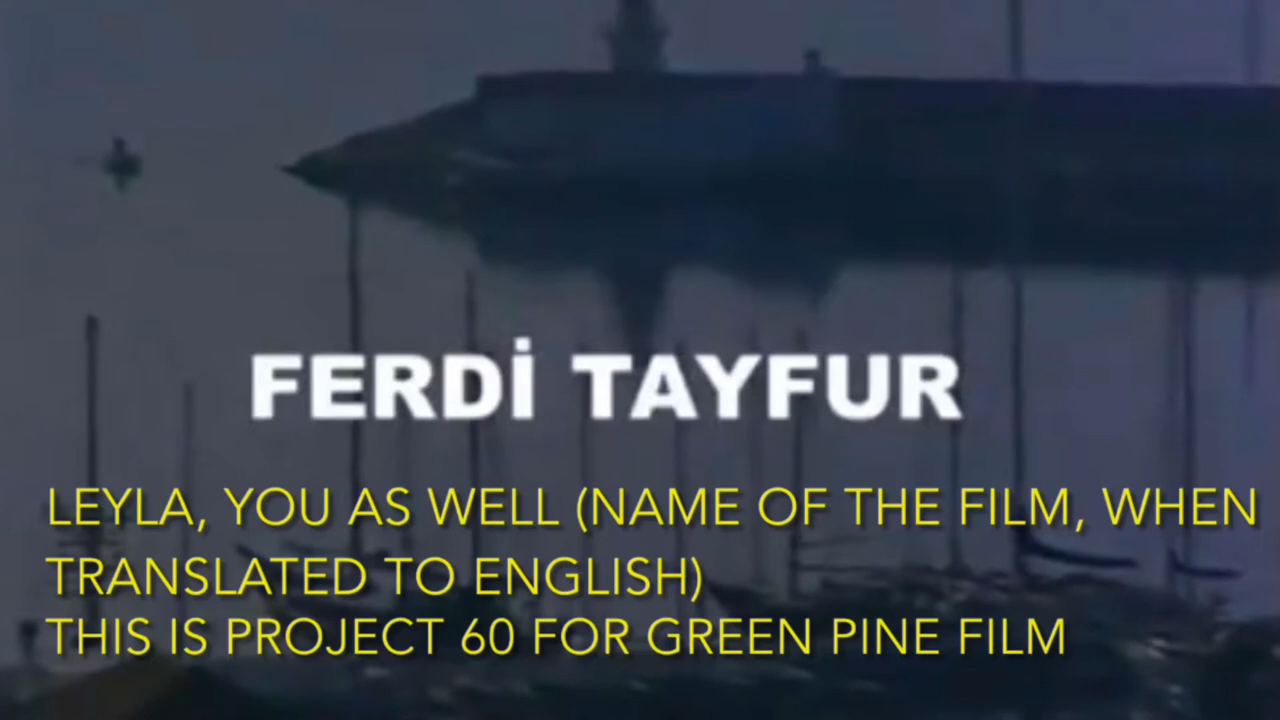 FERDİ TAYFUR
LEYLA, YOU AS WELL (NAME OF THE FILM, WHEN
TRANSLATED TO ENGLISH)
THIS IS PROJECT 60 FOR GREEN PINE FILM